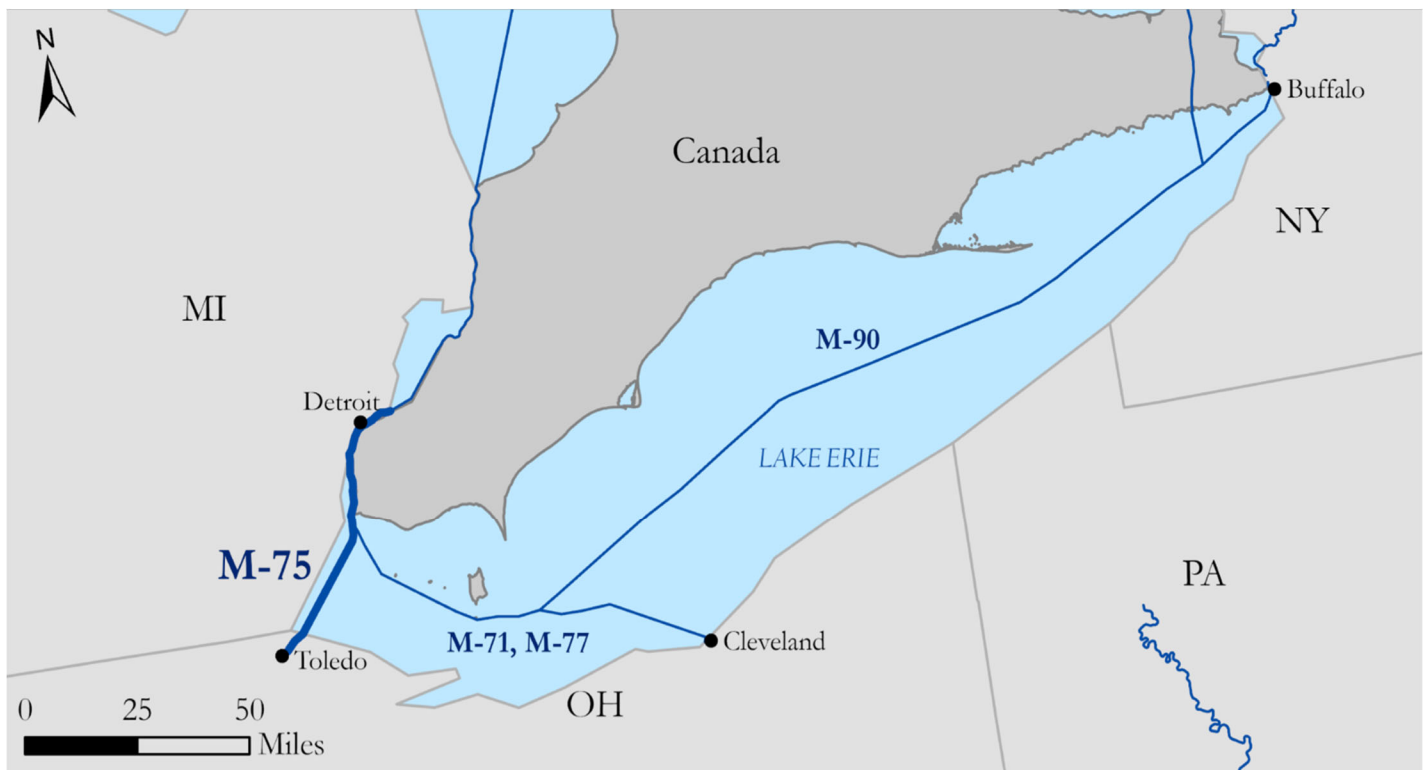 N
Buffalo
Canada
NY
MI
M-90
Detroit
LAKE ERIE
M-75
PA
M-71, M-77
Cleveland
Toledo
OH
0 25 50
Miles